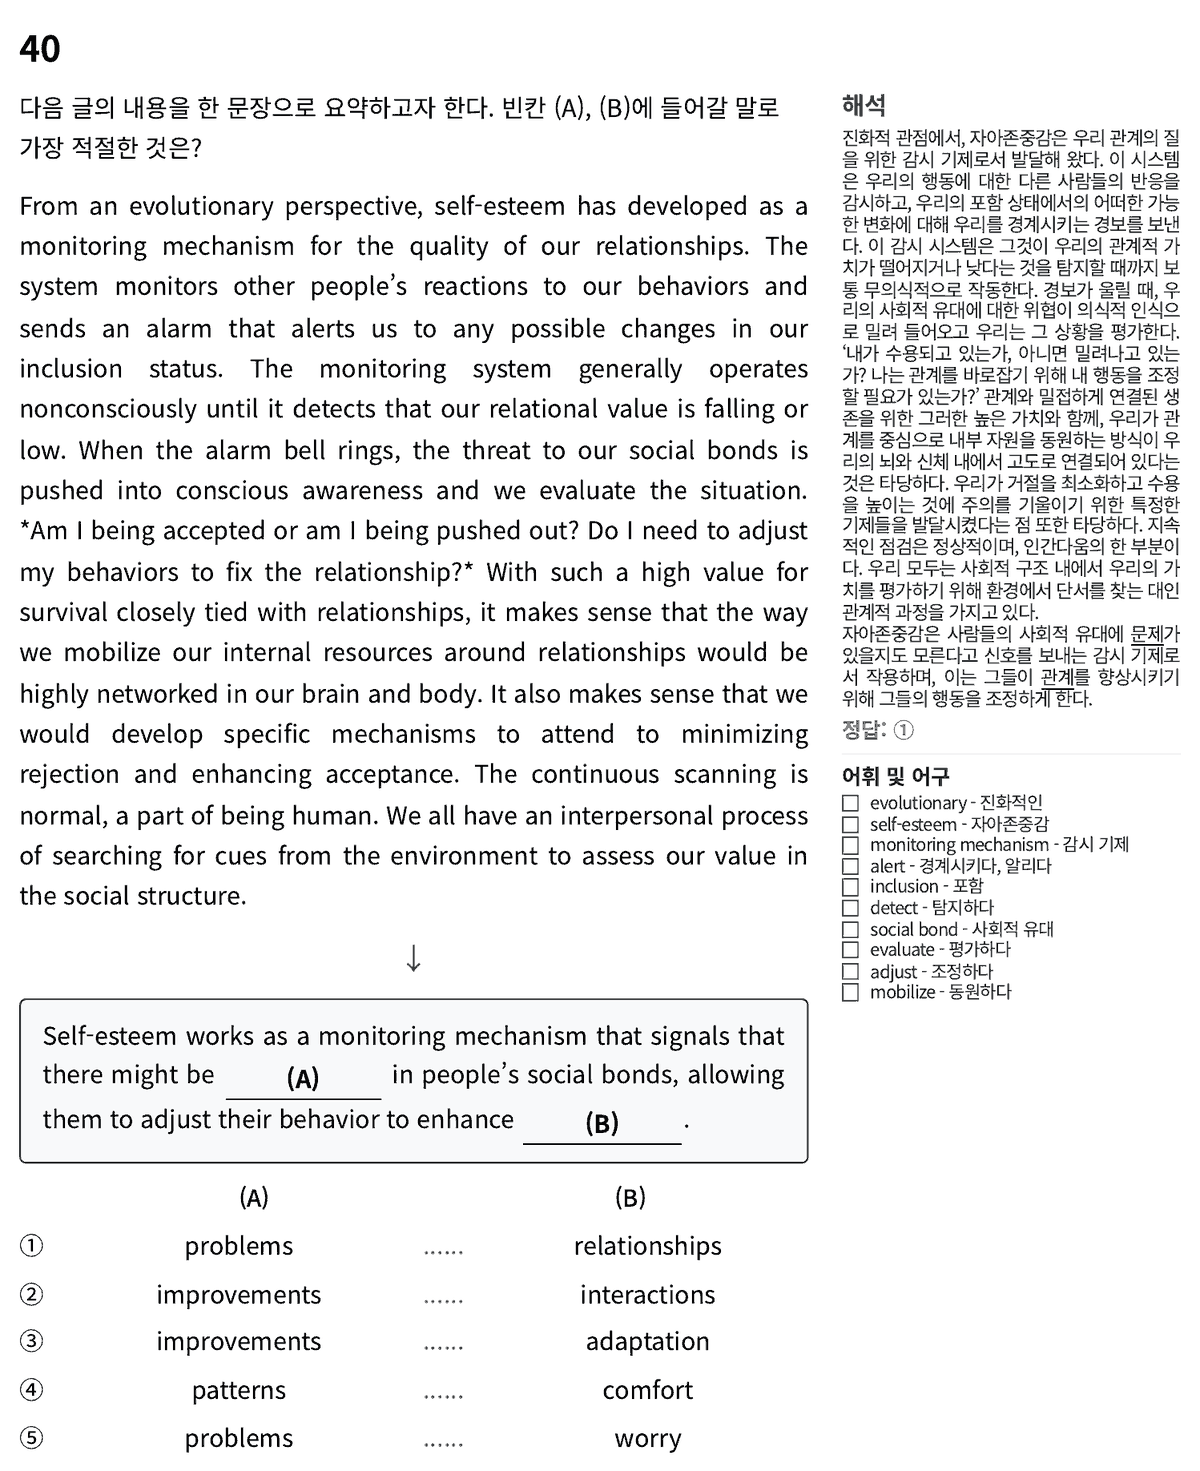 40
다음 글의 내용을 한 문장으로 요약하고자 한다. 빈칸 (A), (B)에 들어갈 말로
가장 적절한 것은?
From an evolutionary perspective, self-esteem has developed as a
monitoring mechanism for the quality of our relationships. The
system monitors other people’s reactions to our behaviors and
sends an alarm that alerts us to any possible changes in our
inclusion status. The monitoring system generally operates
nonconsciously until it detects that our relational value is falling or
low. When the alarm bell rings, the threat to our social bonds is
pushed into conscious awareness and we evaluate the situation.
*Am I being accepted or am I being pushed out? Do I need to adjust
my behaviors to fix the relationship?* With such a high value for
survival closely tied with relationships, it makes sense that the way
we mobilize our internal resources around relationships would be
highly networked in our brain and body. It also makes sense that we
would develop specific mechanisms to attend to minimizing
rejection and enhancing acceptance. The continuous scanning is
normal, a part of being human. We all have an interpersonal process
of searching for cues from the environment to assess our value in
the social structure.
↓
Self-esteem works as a monitoring mechanism that signals that
there might be (A) in people’s social bonds, allowing
them to adjust their behavior to enhance (B) .
(A) (B)
① problems ...... relationships
② improvements ...... interactions
③ improvements ...... adaptation
④ patterns ...... comfort
⑤ problems ...... worry
해석
진화적 관점에서, 자아존중감은 우리 관계의 질
을 위한 감시 기제로서 발달해 왔다. 이 시스템
은 우리의 행동에 대한 다른 사람들의 반응을
감시하고, 우리의 포함 상태에서의 어떠한 가능
한 변화에 대해 우리를 경계시키는 경보를 보낸
다. 이 감시 시스템은 그것이 우리의 관계적 가
치가 떨어지거나 낮다는 것을 탐지할 때까지 보
통 무의식적으로 작동한다. 경보가 울릴 때, 우
리의 사회적 유대에 대한 위협이 의식적 인식으
로 밀려 들어오고 우리는 그 상황을 평가한다.
‘내가 수용되고 있는가, 아니면 밀려나고 있는
가? 나는 관계를 바로잡기 위해 내 행동을 조정
할 필요가 있는가?’ 관계와 밀접하게 연결된 생
존을 위한 그러한 높은 가치와 함께, 우리가 관
계를 중심으로 내부 자원을 동원하는 방식이 우
리의 뇌와 신체 내에서 고도로 연결되어 있다는
것은 타당하다. 우리가 거절을 최소화하고 수용
을 높이는 것에 주의를 기울이기 위한 특정한
기제들을 발달시켰다는 점 또한 타당하다. 지속
적인 점검은 정상적이며, 인간다움의 한 부분이
다. 우리 모두는 사회적 구조 내에서 우리의 가
치를 평가하기 위해 환경에서 단서를 찾는 대인
관계적 과정을 가지고 있다.
자아존중감은 사람들의 사회적 유대에 문제가
있을지도 모른다고 신호를 보내는 감시 기제로
서 작용하며, 이는 그들이 관계를 향상시키기
위해 그들의 행동을 조정하게 한다.
정답: ①
어휘 및 어구
☐ evolutionary - 진화적인
☐ self-esteem - 자아존중감
☐ monitoring mechanism - 감시 기제
☐ alert - 경계시키다, 알리다
☐ inclusion - 포함
☐ detect - 탐지하다
☐ social bond - 사회적 유대
☐ evaluate - 평가하다
☐ adjust - 조정하다
☐ mobilize - 동원하다